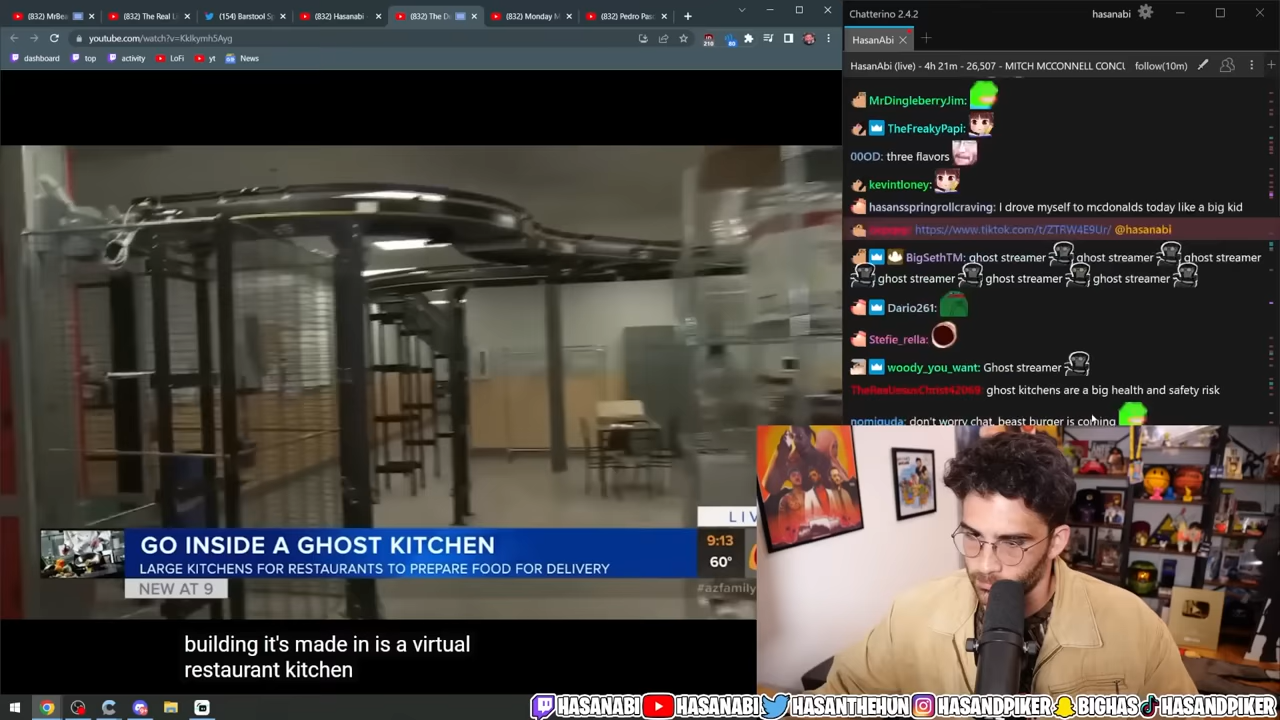 (832) MrBea
(832) The Real Li
(154) Barstool S
(832) Hasanabi
(832) The D
(832) Monday M
(832) Pedro Pas
youtube.com/watch?v=Kklkymh5Ayg
dashboard
top
activity
LoFi
yt
News
Chatterino 2.4.2
hasanabi
HasanAbi
HasanAbi (live) - 4h 21m - 26,507 - MITCH MCCONNELL CONCU
follow(10m)
MrDingleberryJim:
TheFreakyPapi:
00OD: three flavors
kevintloney:
hasansspringrollcraving: I drove myself to mcdonalds today like a big kid
https://www.tiktok.com/t/ZTRW4E9Ur/ @hasanabi
BigSethTM: ghost streamer ghost streamer ghost streamer
ghost streamer ghost streamer ghost streamer
Dario261:
Stefie_rella:
woody_you_want: Ghost streamer
ghost kitchens are a big health and safety risk
nomiguda: don't worry chat, beast burger is coming
LIV
GO INSIDE A GHOST KITCHEN
9:13
LARGE KITCHENS FOR RESTAURANTS TO PREPARE FOOD FOR DELIVERY
60°
NEW AT 9
#azfamily
building it's made in is a virtual
restaurant kitchen
HASANABI
HASANABI
HASANTHEHUN
HASANDPIKER
BIGHAS
HASANDPIKER